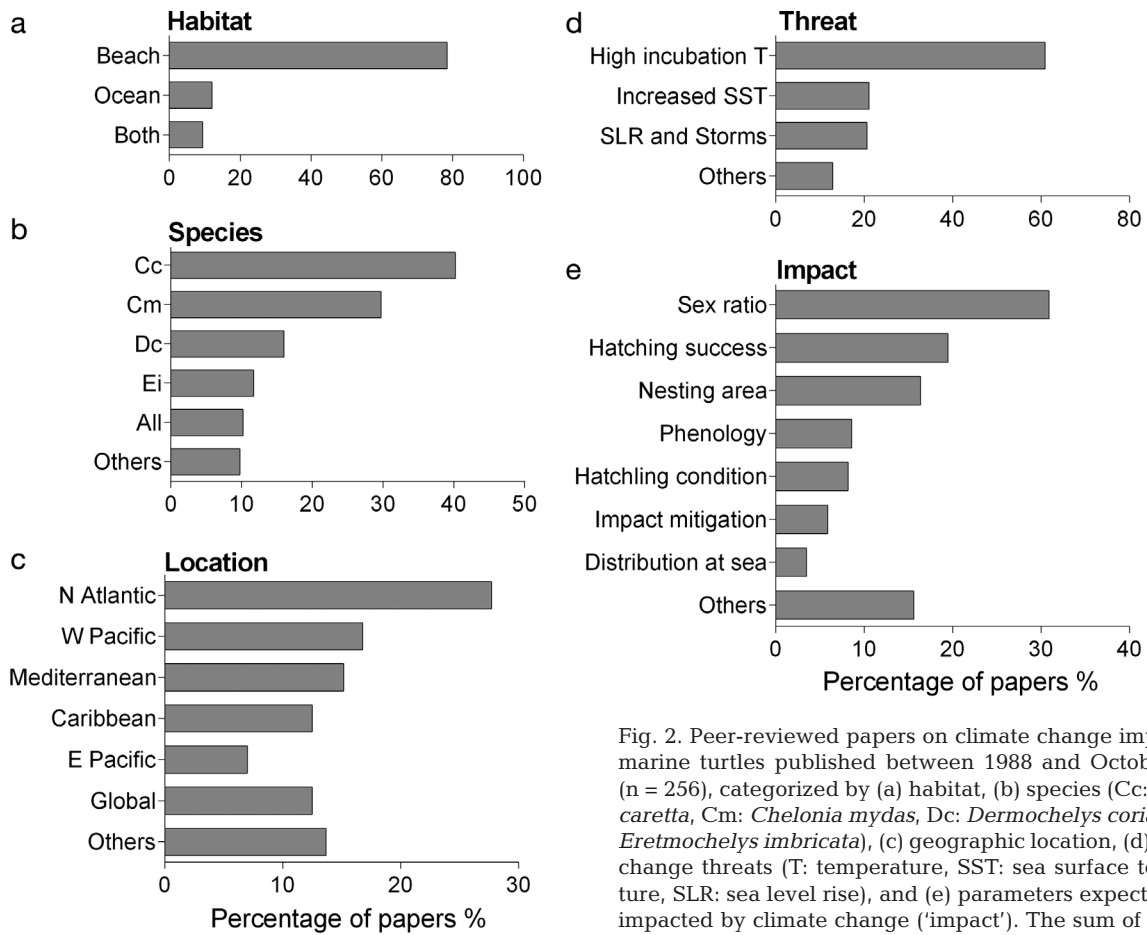 a
Habitat
Beach
Ocean
Both
0 20 40 60 80 100
b
Species
Cc
Cm
Dc
Ei
All
Others
0 10 20 30 40 50
c
Location
N Atlantic
W Pacific
Mediterranean
Caribbean
E Pacific
Global
Others
0 10 20 30
Percentage of papers %
d
Threat
High incubation T
Increased SST
SLR and Storms
Others
0 20 40 60 80
e
Impact
Sex ratio
Hatching success
Nesting area
Phenology
Hatchling condition
Impact mitigation
Distribution at sea
Others
0 10 20 30 40
Percentage of papers %
Fig. 2. Peer-reviewed papers on climate change imp
marine turtles published between 1988 and Octob
(n = 256), categorized by (a) habitat, (b) species (Cc:
caretta, Cm: Chelonia mydas, Dc: Dermochelys coria
Eretmochelys imbricata), (c) geographic location, (d)
change threats (T: temperature, SST: sea surface te
ture, SLR: sea level rise), and (e) parameters expect
impacted by climate change (‘impact’). The sum of